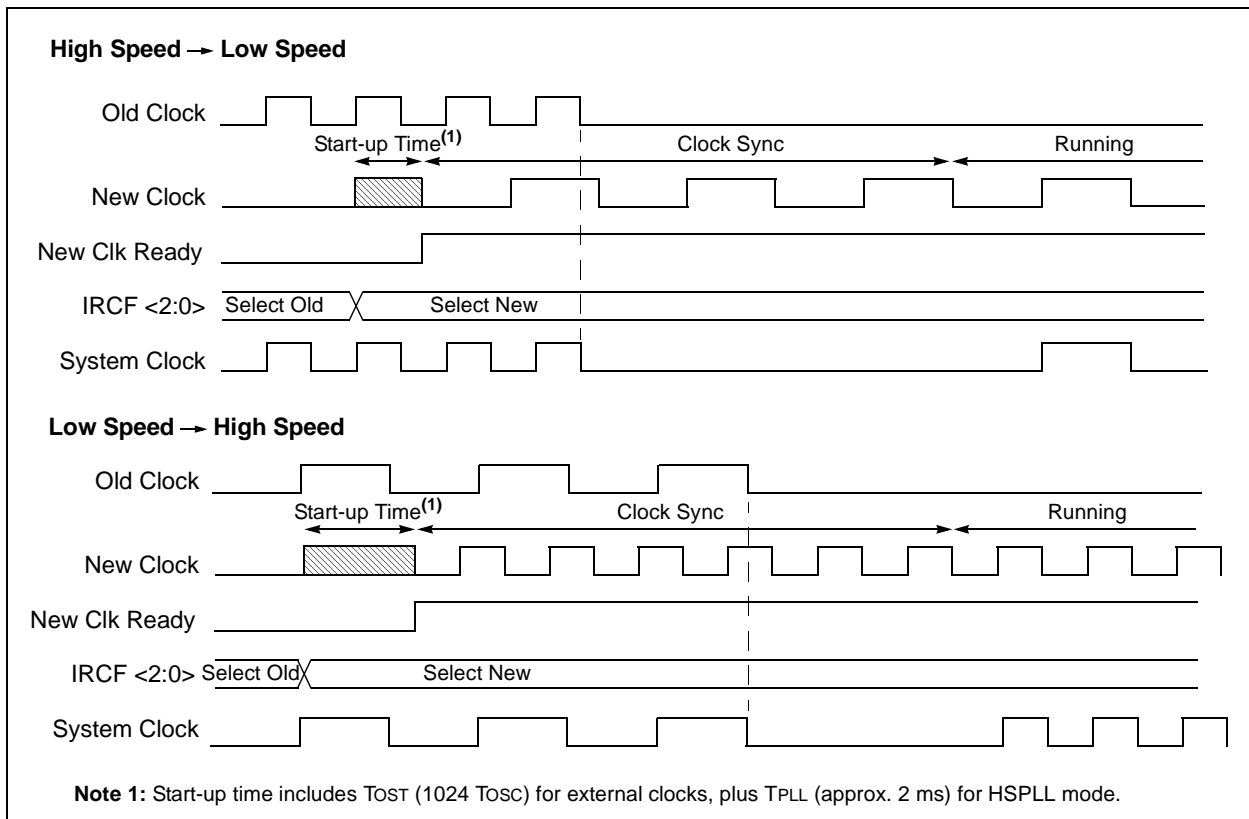 High Speed → Low Speed
Old Clock
Start-up Time(1) Clock Sync Running
New Clock
New Clk Ready
IRCF <2:0> Select Old Select New
System Clock
Low Speed → High Speed
Old Clock
Start-up Time(1) Clock Sync Running
New Clock
New Clk Ready
IRCF <2:0> Select Old Select New
System Clock
Note 1: Start-up time includes TOST (1024 TOSC) for external clocks, plus TPLL (approx. 2 ms) for HSPLL mode.